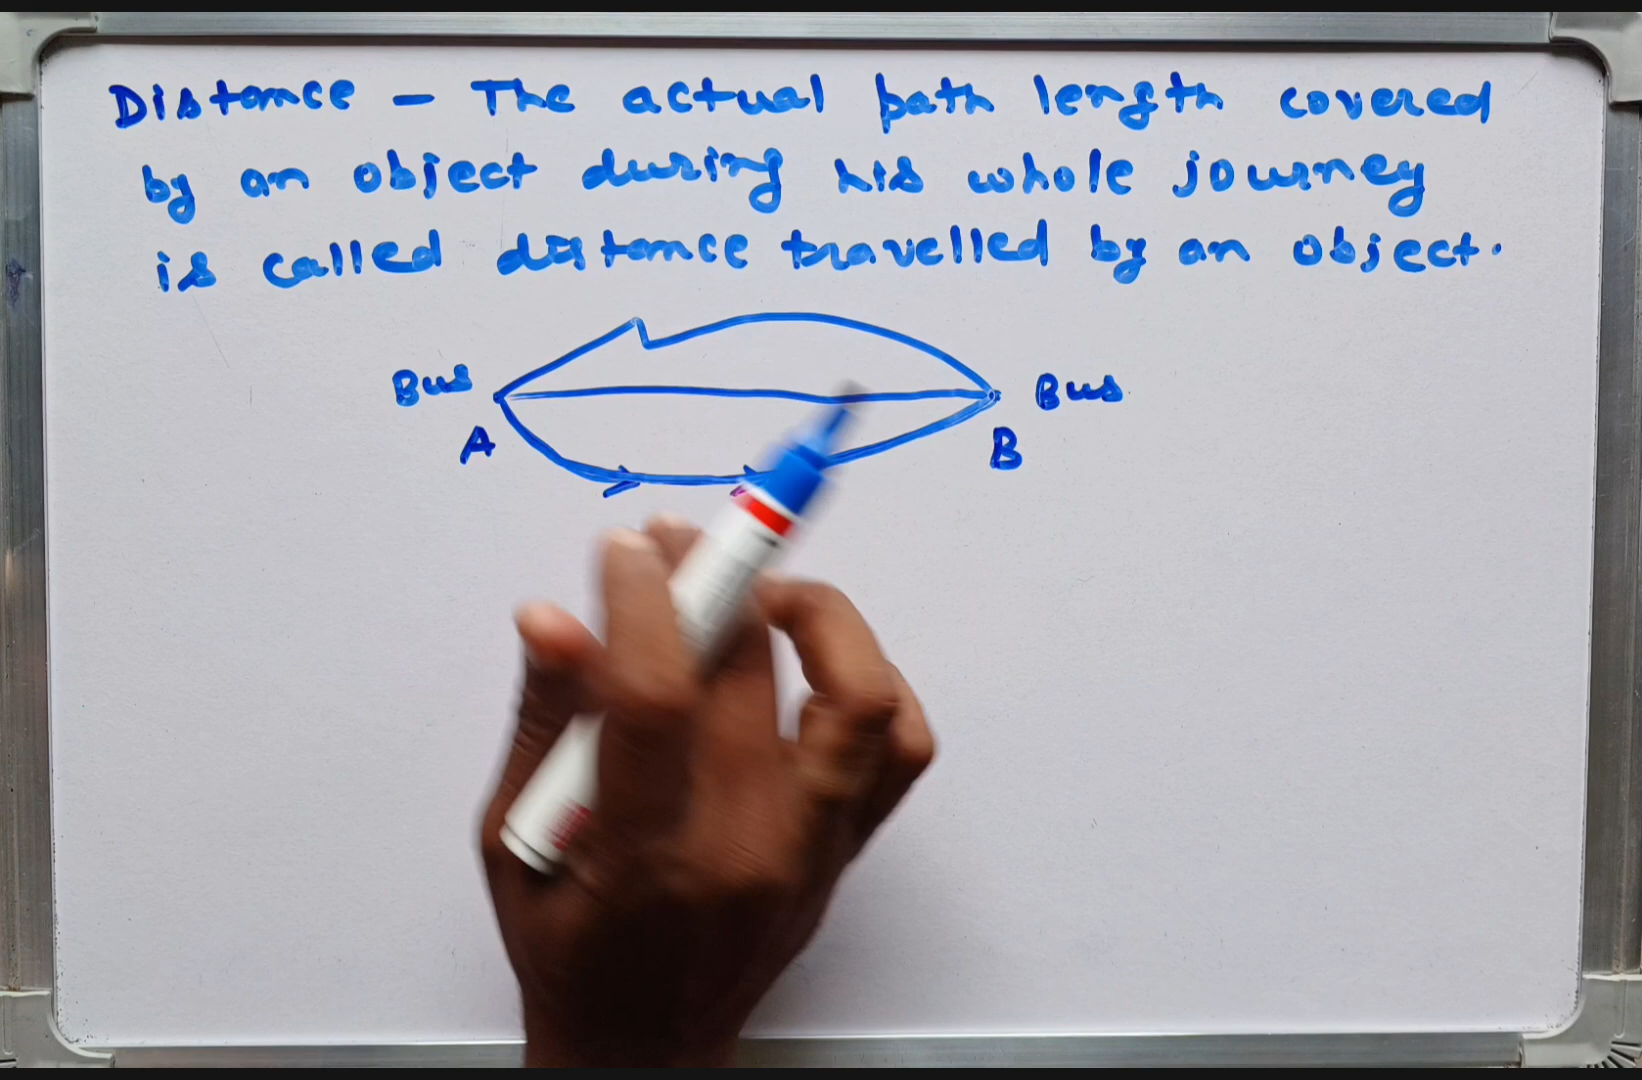 Distance - The actual path length covered
by an object during his whole journey
is called distance travelled by an object.
Bus Bus
A B